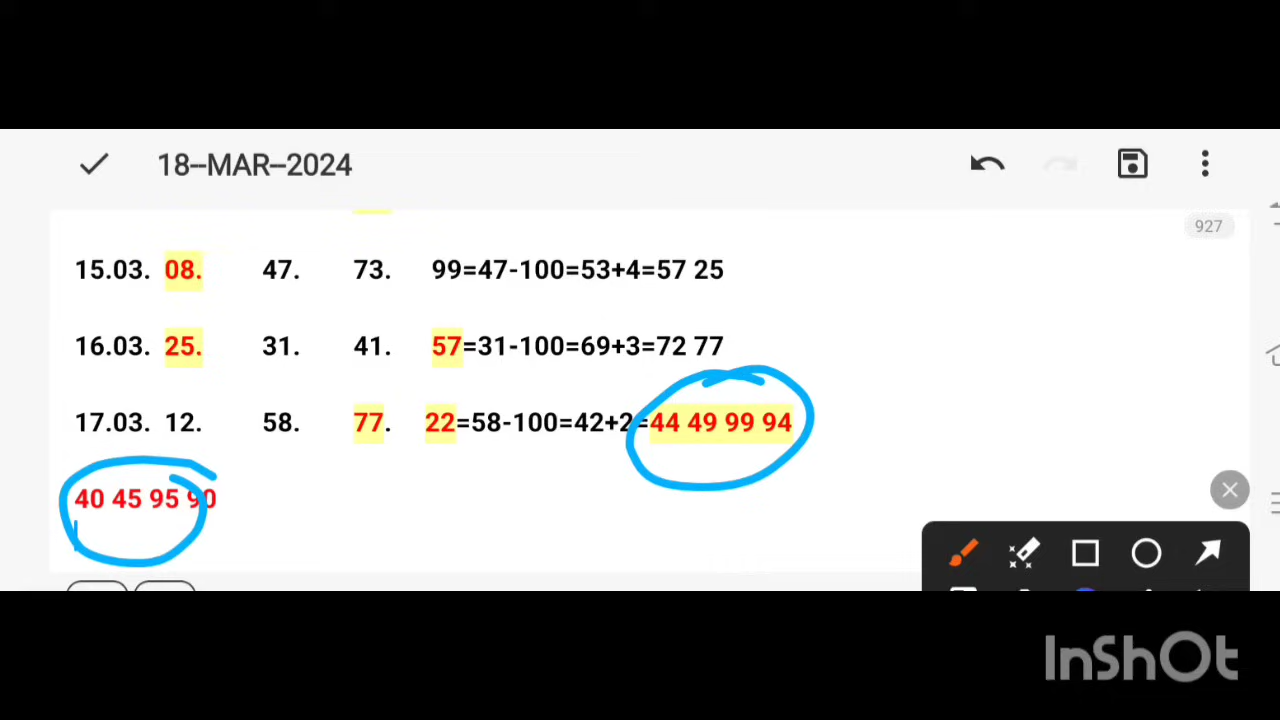 18--MAR--2024
927
15.03. 08. 47. 73. 99=47-100=53+4=57 25
16.03. 25. 31. 41. 57=31-100=69+3=72 77
17.03. 12. 58. 77. 22=58-100=42+2=44 49 99 94
40 45 95 90
InShOt